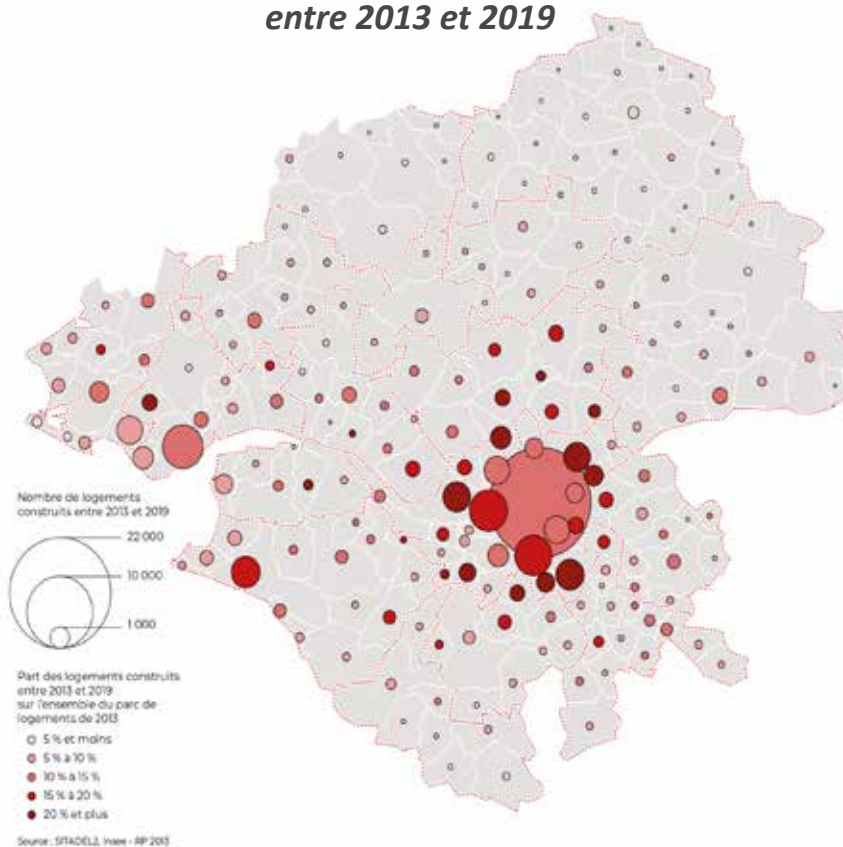 entre 2013 et 2019
Nombre de logements
construits entre 2013 et 2019
22 000
10 000
1 000
Part des logements construits
entre 2013 et 2019
sur l'ensemble du parc de
logements de 2013
5 % et moins
5 % à 10 %
10 % à 15 %
15 % à 20 %
20 % et plus
Source : SITADEL2, Insee - RP 2013